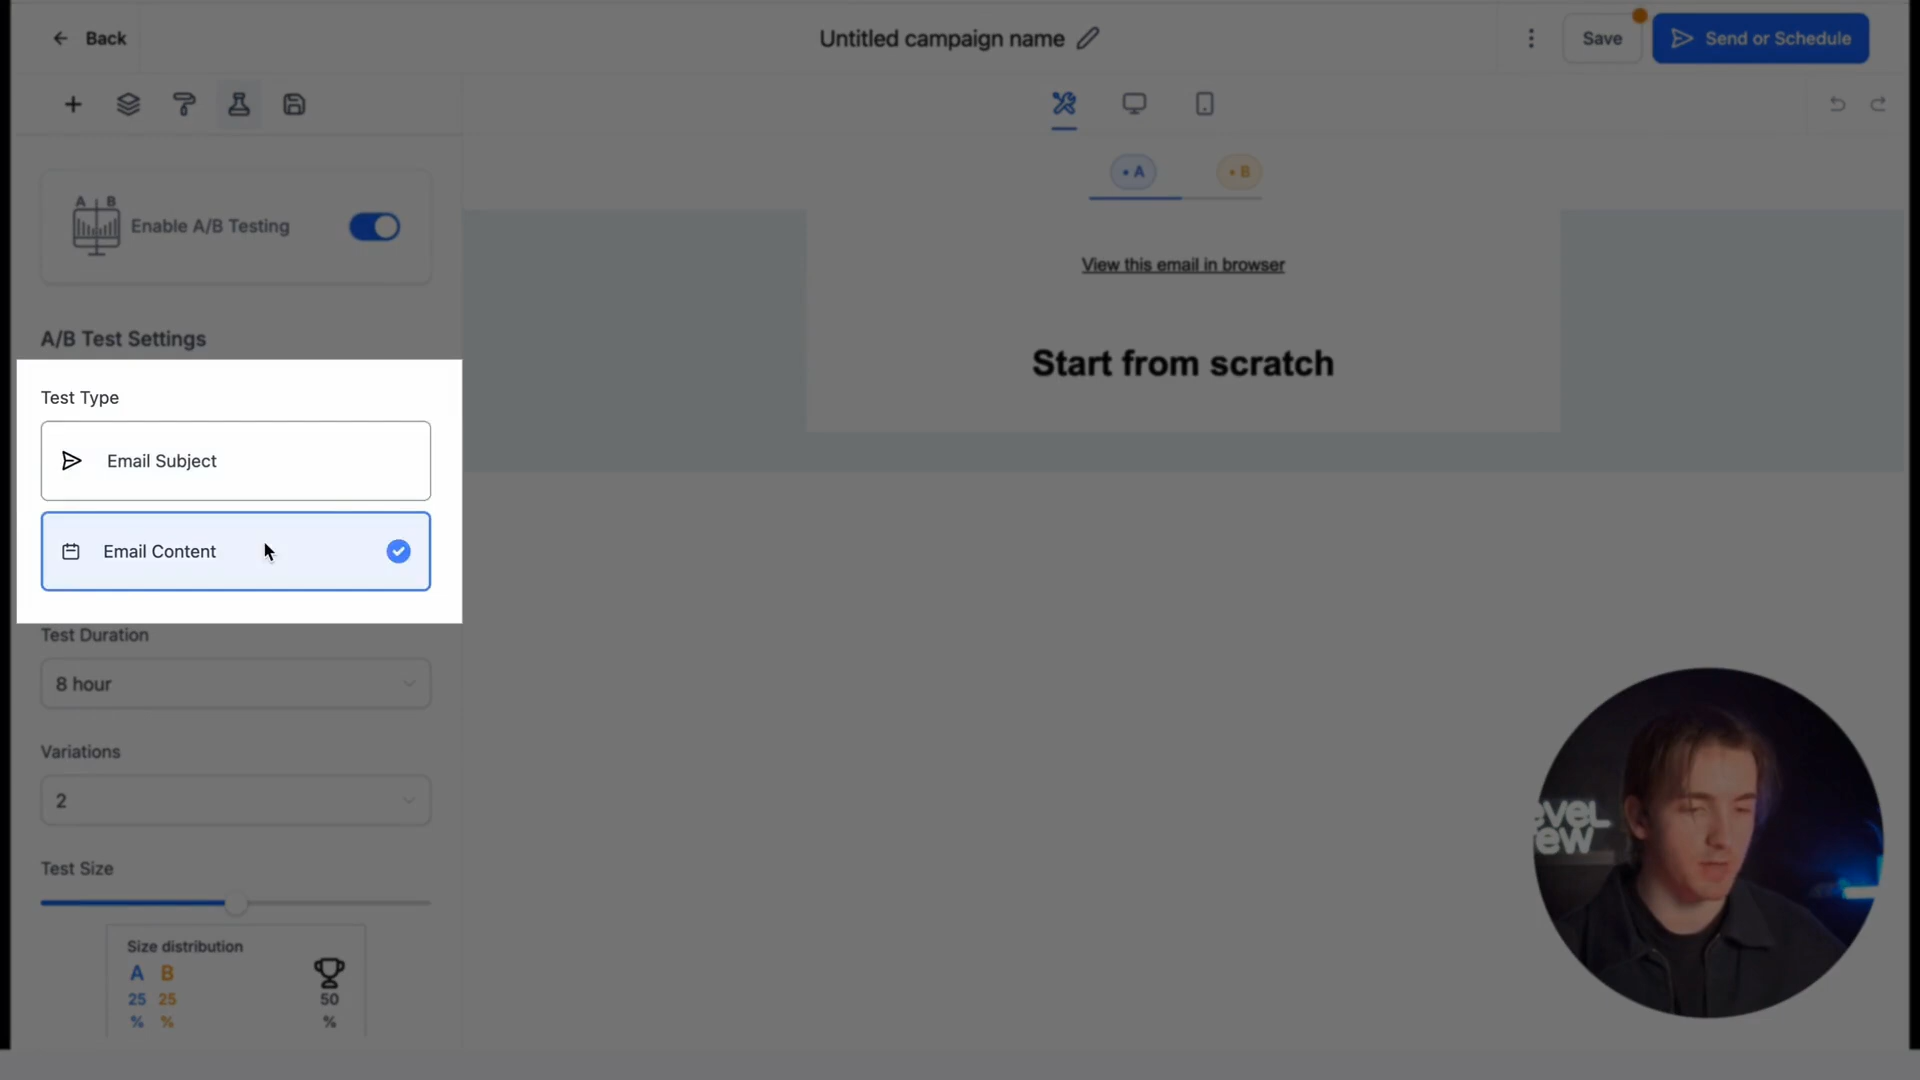 Back
Untitled campaign name
Save
Send or Schedule
A B
Enable A/B Testing
• A
• B
View this email in browser
A/B Test Settings
Start from scratch
Test Type
Email Subject
Email Content
Test Duration
8 hour
Variations
2
Test Size
Size distribution
A B
25 25 50
% % %